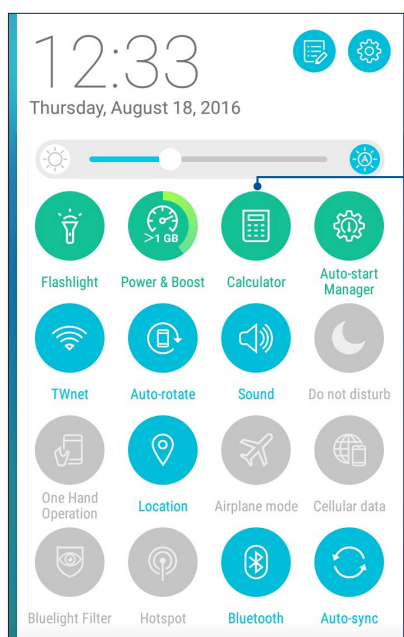 12:33
Thursday, August 18, 2016
A
>1 GB
Flashlight
Power & Boost
Calculator
Auto-start
Manager
TWnet
Auto-rotate
Sound
Do not disturb
One Hand
Operation
Location
Airplane mode
Cellular data
Bluelight Filter
Hotspot
Bluetooth
Auto-sync